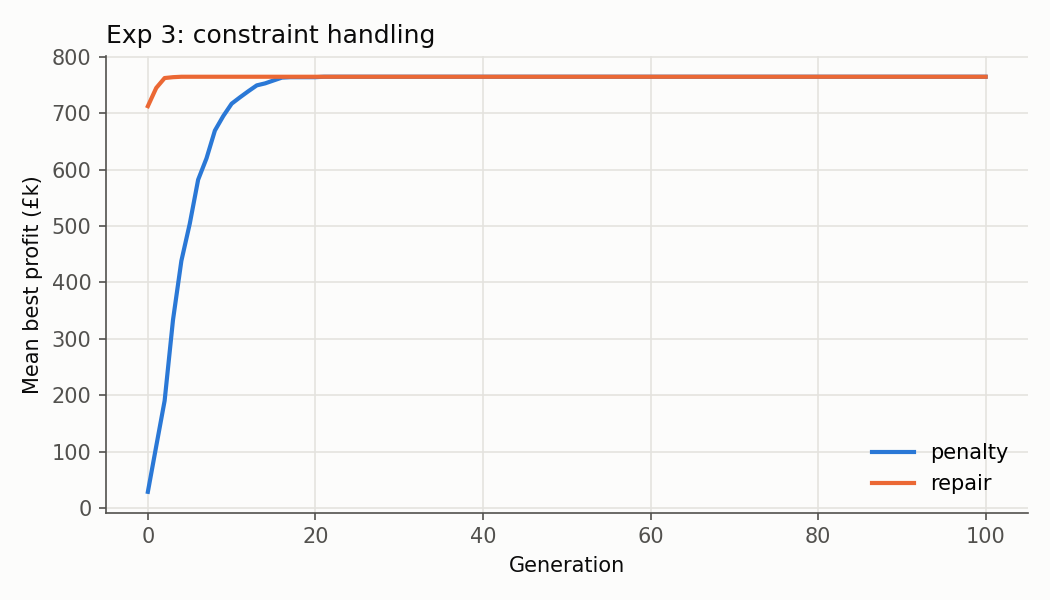 Exp 3: constraint handling
Mean best profit (£k)
800
700
600
500
400
300
200
100
0
penalty
repair
0 20 40 60 80 100
Generation